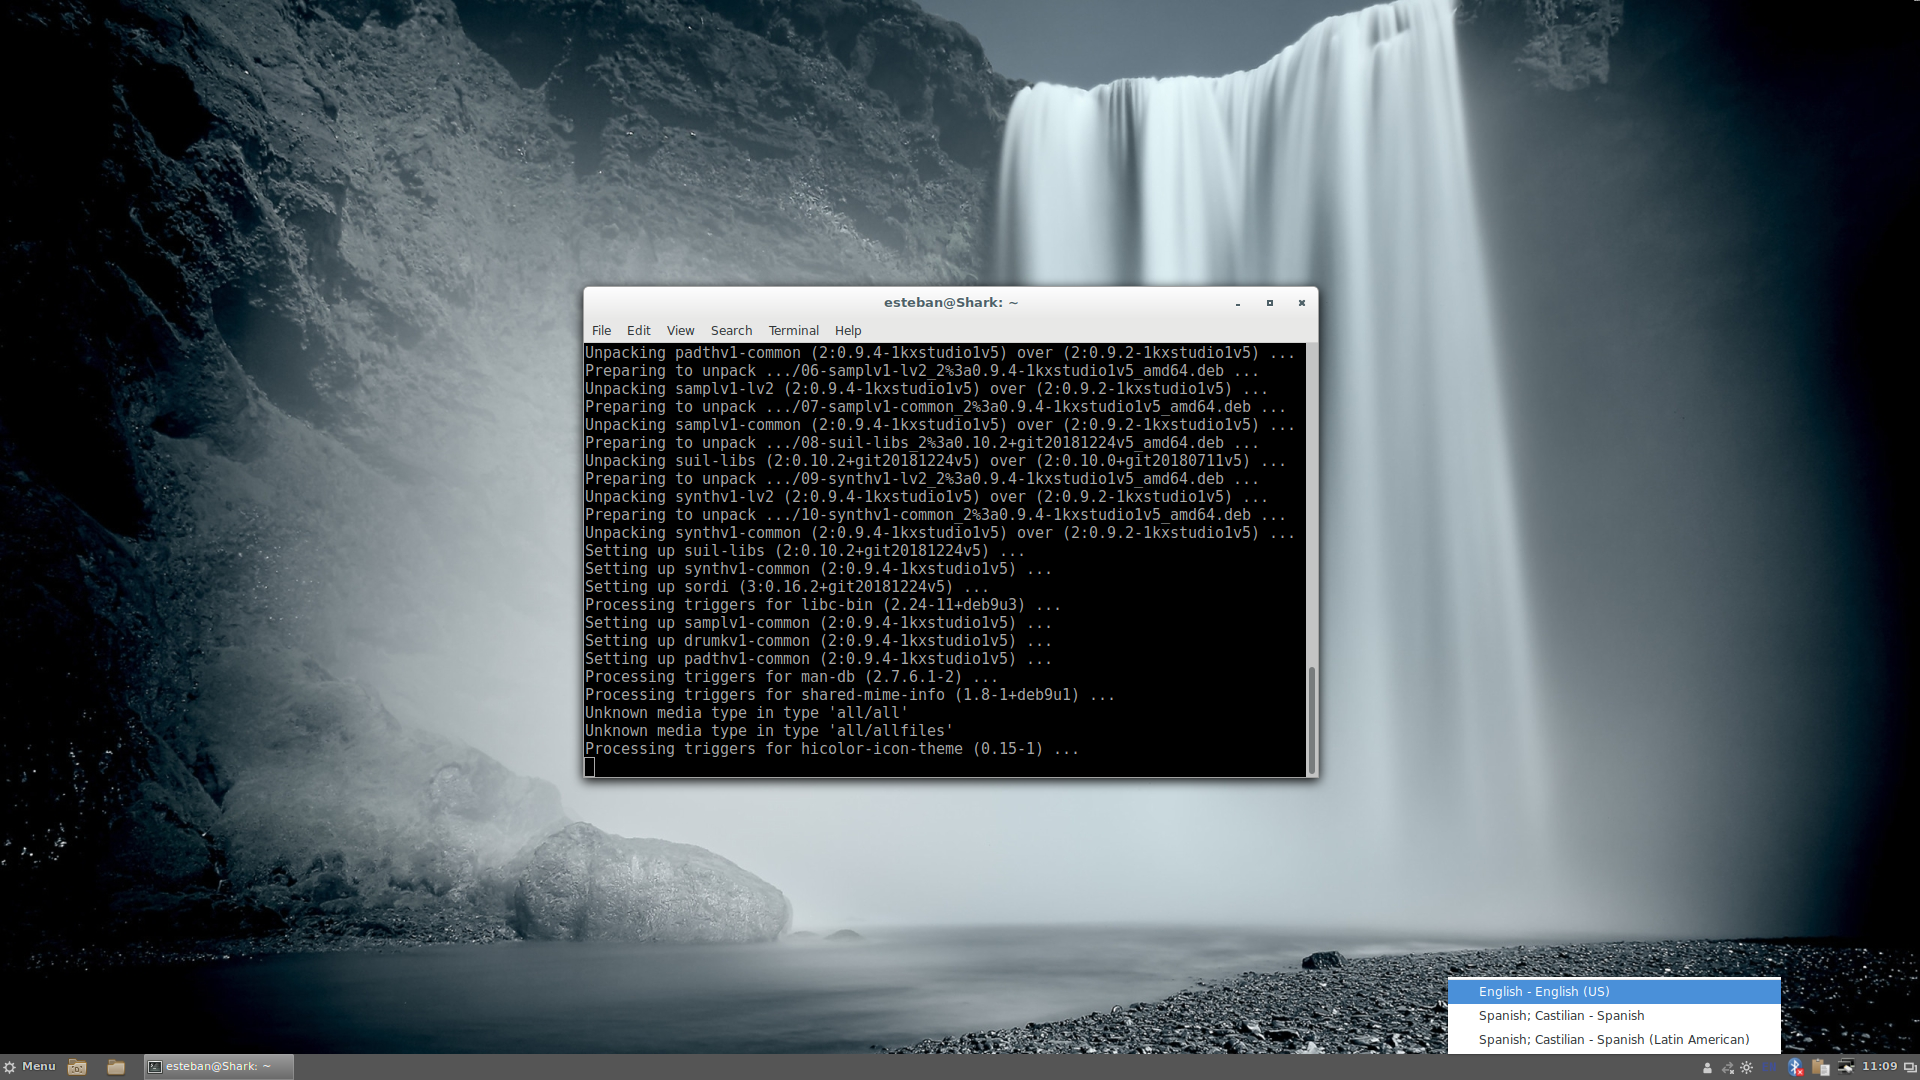 esteban@Shark: ~
File Edit View Search Terminal Help
Unpacking padthv1-common (2:0.9.4-1kxstudio1v5) over (2:0.9.2-1kxstudio1v5) ...
Preparing to unpack .../06-samplv1-lv2_2%3a0.9.4-1kxstudio1v5_amd64.deb ...
Unpacking samplv1-lv2 (2:0.9.4-1kxstudio1v5) over (2:0.9.2-1kxstudio1v5) ...
Preparing to unpack .../07-samplv1-common_2%3a0.9.4-1kxstudio1v5_amd64.deb ...
Unpacking samplv1-common (2:0.9.4-1kxstudio1v5) over (2:0.9.2-1kxstudio1v5) ...
Preparing to unpack .../08-suil-libs_2%3a0.10.2+git20181224v5_amd64.deb ...
Unpacking suil-libs (2:0.10.2+git20181224v5) over (2:0.10.0+git20180711v5) ...
Preparing to unpack .../09-synthv1-lv2_2%3a0.9.4-1kxstudio1v5_amd64.deb ...
Unpacking synthv1-lv2 (2:0.9.4-1kxstudio1v5) over (2:0.9.2-1kxstudio1v5) ...
Preparing to unpack .../10-synthv1-common_2%3a0.9.4-1kxstudio1v5_amd64.deb ...
Unpacking synthv1-common (2:0.9.4-1kxstudio1v5) over (2:0.9.2-1kxstudio1v5) ...
Setting up suil-libs (2:0.10.2+git20181224v5) ...
Setting up synthv1-common (2:0.9.4-1kxstudio1v5) ...
Setting up sordi (3:0.16.2+git20181224v5) ...
Processing triggers for libc-bin (2.24-11+deb9u3) ...
Setting up samplv1-common (2:0.9.4-1kxstudio1v5) ...
Setting up drumkv1-common (2:0.9.4-1kxstudio1v5) ...
Setting up padthv1-common (2:0.9.4-1kxstudio1v5) ...
Processing triggers for man-db (2.7.6.1-2) ...
Processing triggers for shared-mime-info (1.8-1+deb9u1) ...
Unknown media type in type 'all/all'
Unknown media type in type 'all/allfiles'
Processing triggers for hicolor-icon-theme (0.15-1) ...
English - English (US)
Spanish; Castilian - Spanish
Spanish; Castilian - Spanish (Latin American)
Menu esteban@Shark: ~ 11:09